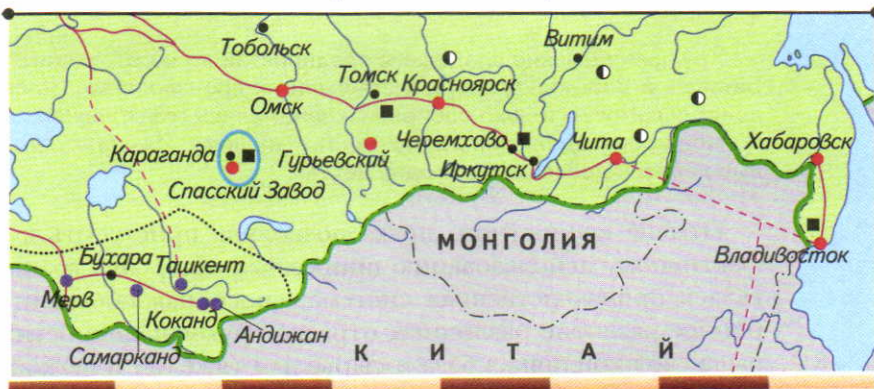 Тобольск
Витим
Томск
Красноярск
Омск
Караганда
Гурьевский
Черемхово
Чита
Хабаровск
Иркутск
Спасский Завод
МОНГОЛИЯ
Владивосток
Бухара
Ташкент
Мерв
Коканд
Андижан
Самарканд
КИТАЙ